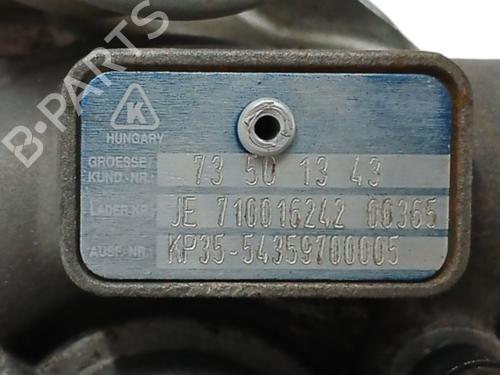 B-PARTS
K
HUNGARY
GROESSE
KUND.-NR. 73 50 13 43
LADER-NR. JE 710016242 00365
AUSF.-NR. KP35-54359700005